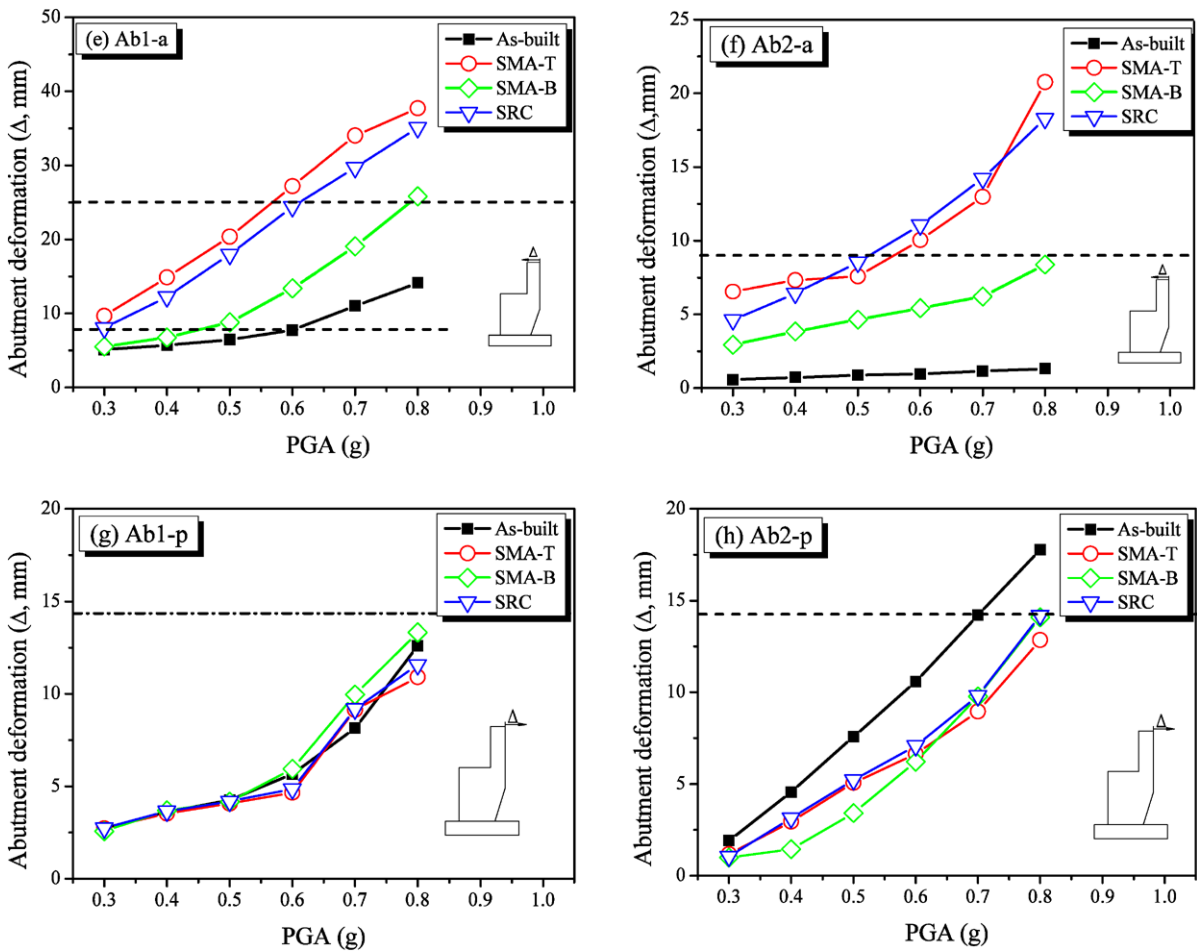 (e) Ab1-a
As-built
SMA-T
SMA-B
SRC
Abutment deformation (Δ, mm)
50
40
30
20
10
0
Δ
0.3 0.4 0.5 0.6 0.7 0.8 0.9 1.0
PGA (g)
(f) Ab2-a
As-built
SMA-T
SMA-B
SRC
Abutment deformation (Δ,mm)
25
20
15
10
5
0
Δ
0.3 0.4 0.5 0.6 0.7 0.8 0.9 1.0
PGA (g)
(g) Ab1-p
As-built
SMA-T
SMA-B
SRC
Abutment deformation (Δ, mm)
20
15
10
5
0
Δ
0.3 0.4 0.5 0.6 0.7 0.8 0.9 1.0
PGA (g)
(h) Ab2-p
As-built
SMA-T
SMA-B
SRC
Abutment deformation (Δ, mm)
20
15
10
5
0
Δ
0.3 0.4 0.5 0.6 0.7 0.8 0.9 1.0
PGA (g)